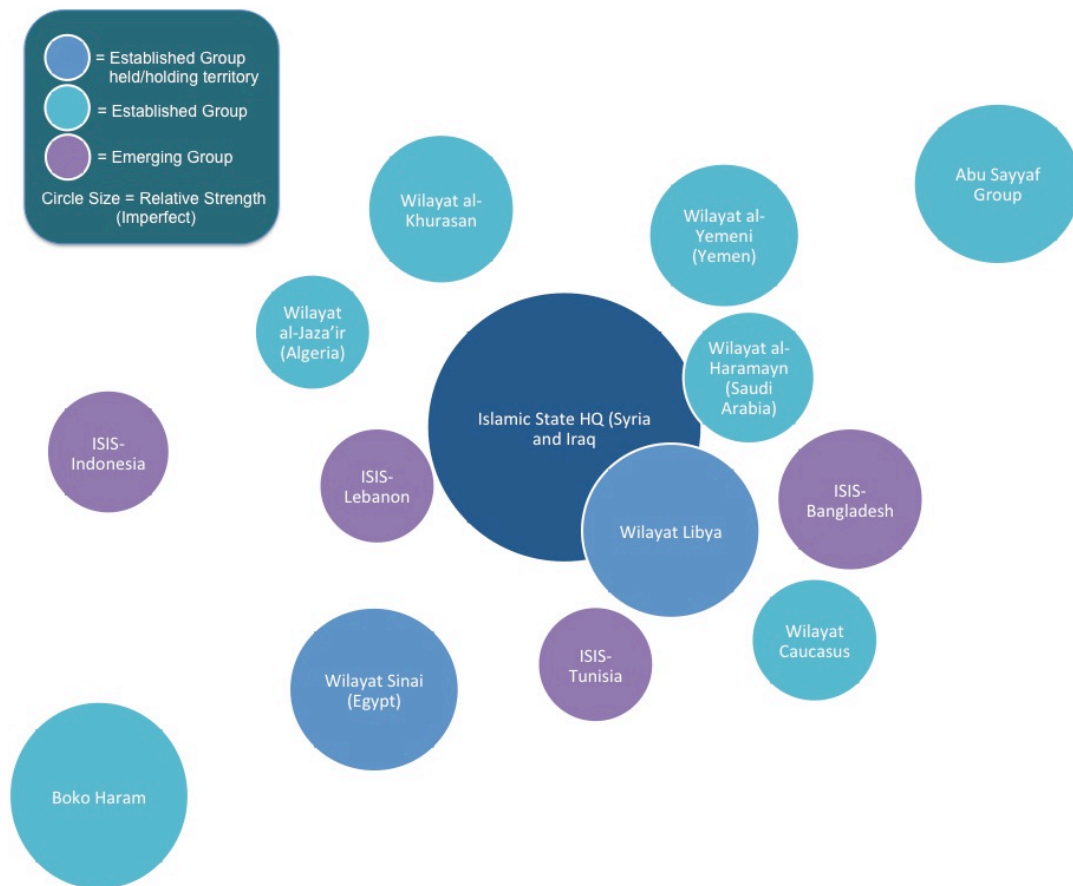 = Established Group
held/holding territory
= Established Group
= Emerging Group
Circle Size = Relative Strength
(Imperfect)
Abu Sayyaf
Group
Wilayat al-
Khurasan
Wilayat al-
Yemeni
(Yemen)
Wilayat
al-Jaza’ir
(Algeria)
Wilayat al-
Haramayn
(Saudi
Arabia)
Islamic State HQ (Syria
and Iraq
ISIS-
Indonesia
ISIS-
Lebanon
ISIS-
Bangladesh
Wilayat Libya
Wilayat
Caucasus
ISIS-
Tunisia
Wilayat Sinai
(Egypt)
Boko Haram